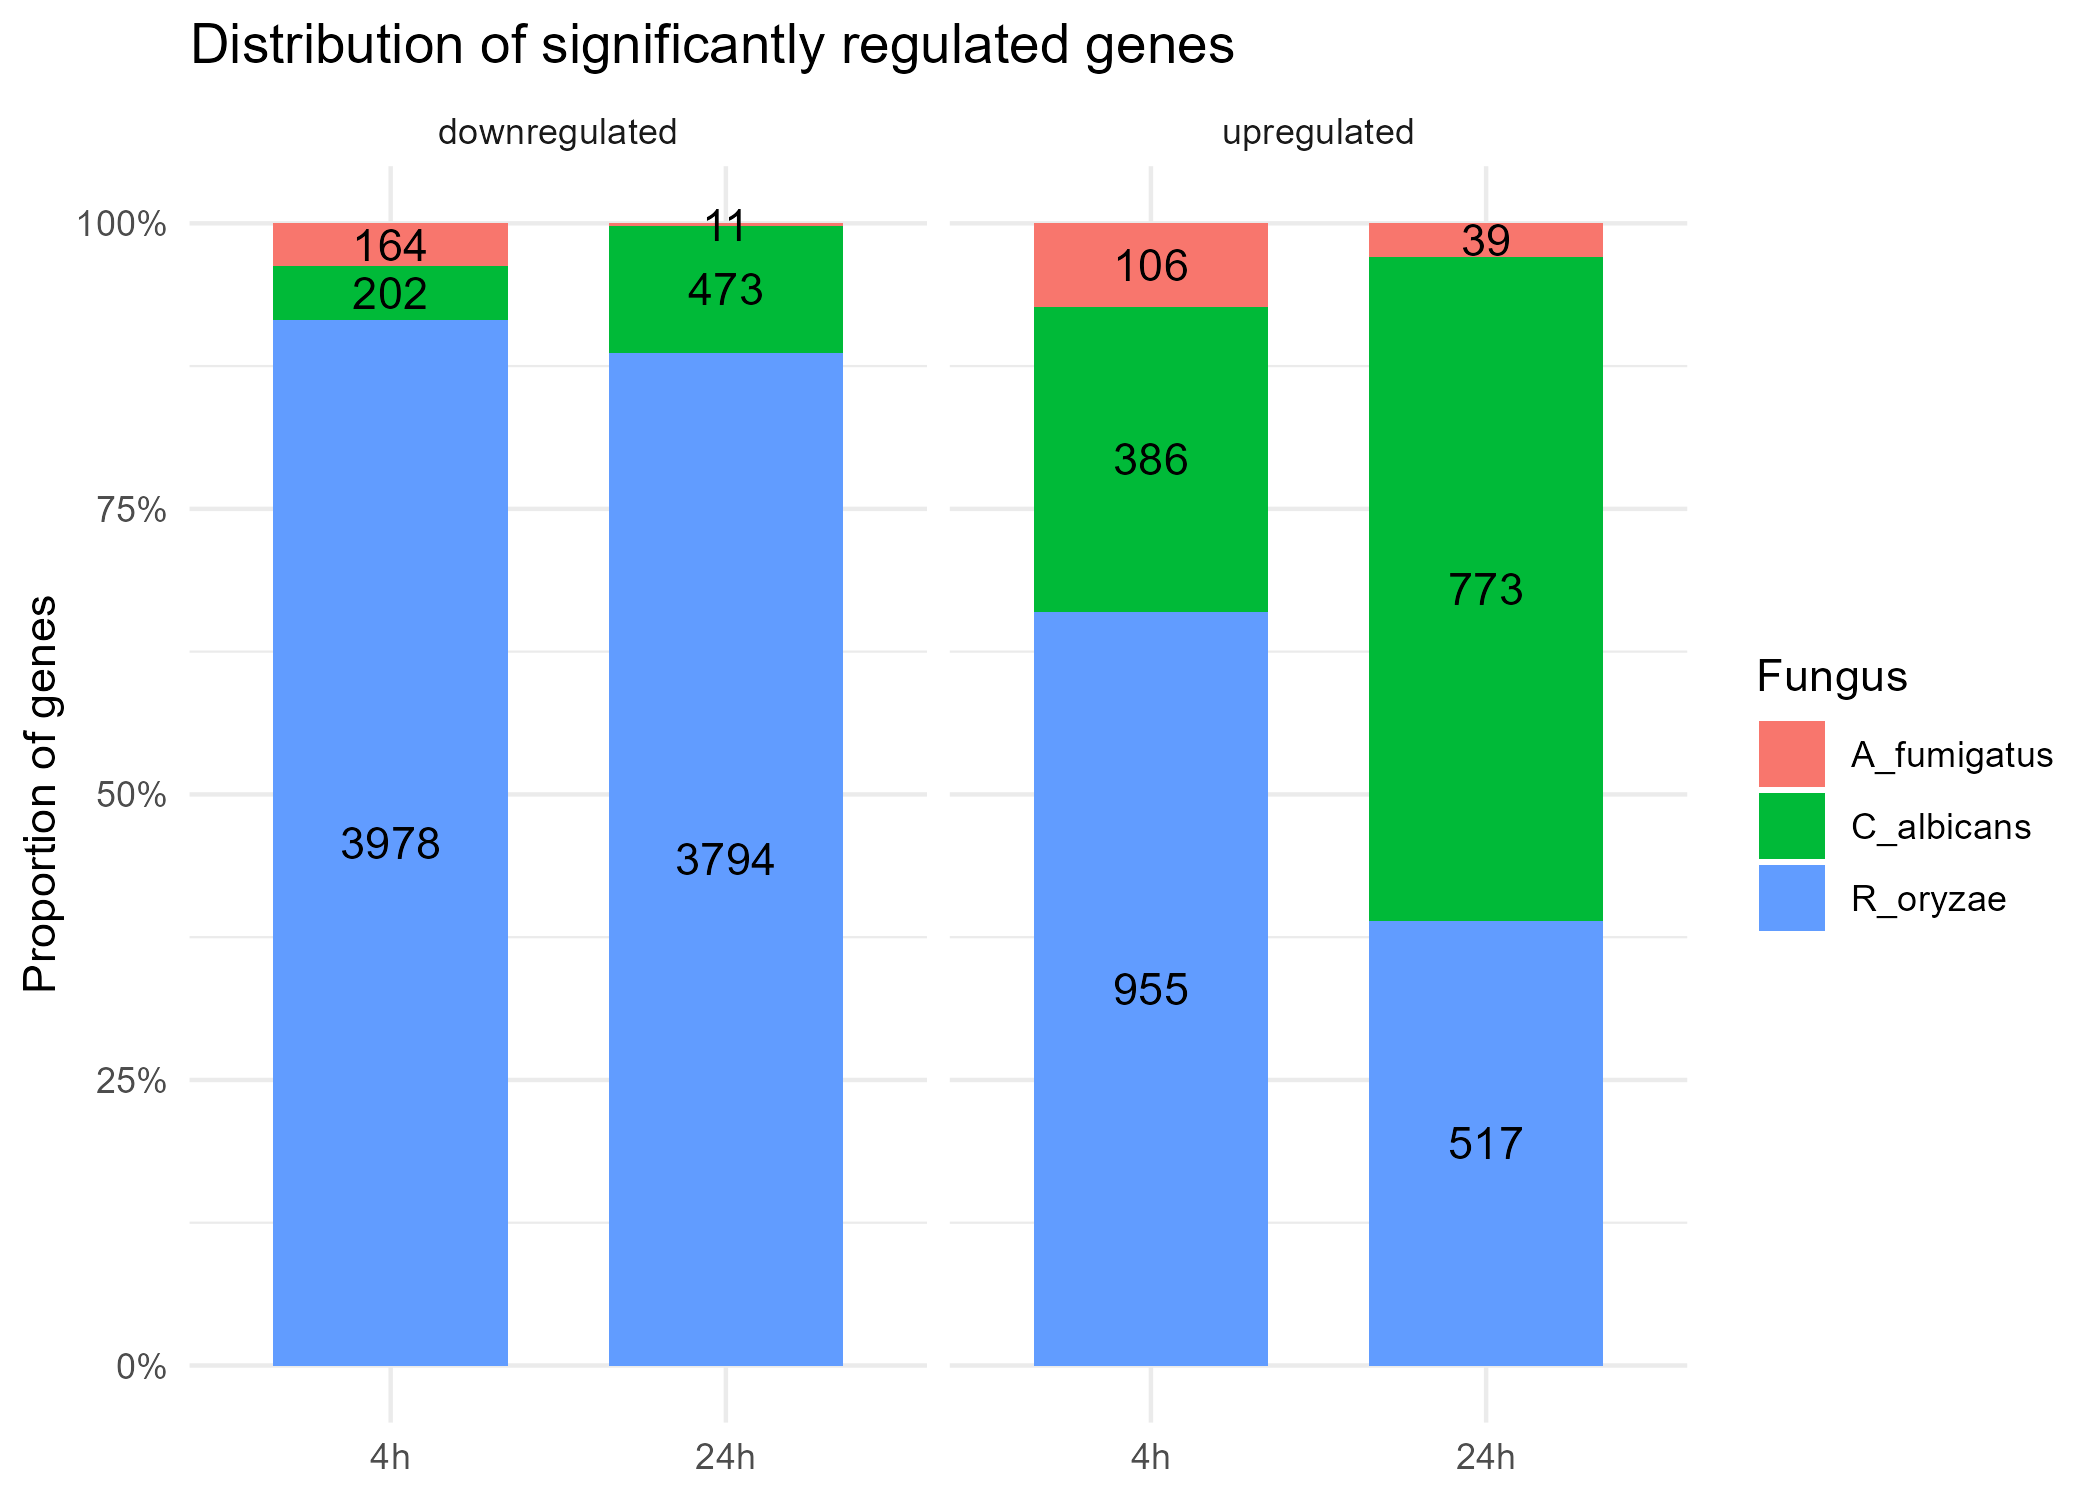 Distribution of significantly regulated genes
downregulated
upregulated
Proportion of genes
100%
75%
50%
25%
0%
164
202
3978
11
473
3794
106
386
955
39
773
517
4h
24h
4h
24h
Fungus
A_fumigatus
C_albicans
R_oryzae